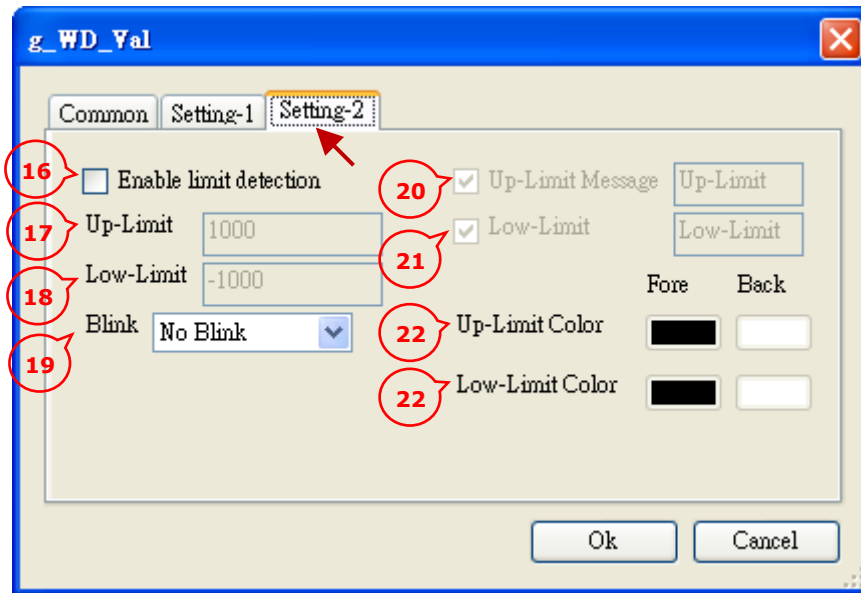 g_WD_Val
Common Setting-1 Setting-2
16 Enable limit detection
17 Up-Limit 1000
18 Low-Limit -1000
19 Blink No Blink
20 Up-Limit Message Up-Limit
21 Low-Limit Low-Limit
Fore Back
22 Up-Limit Color
22 Low-Limit Color
Ok Cancel